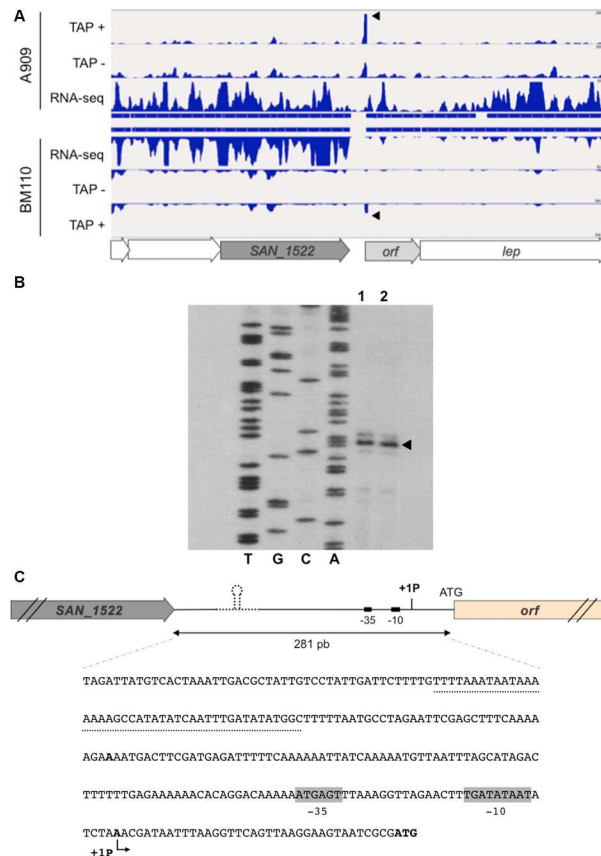 A
A909
TAP +
TAP -
RNA-seq
BM110
RNA-seq
TAP -
TAP +
SAN_1522
orf
lep
B
1 2
T G C A
C
SAN_1522
-35
-10
+1P
ATG
orf
281 pb
TAGATTATGTCACTAAATTGACGCTATTGTCCTATTGATTCTTTTGTTTTAAATAATAAA
AAAAGCCATATATCAATTTGATATATGGCTTTTTAATGCCTAGAATTCGAGCTTTCAAAA
AGAAAATGACTTCGATGAGATTTTTCAAAAAATTATCAAAAATGTTAATTTAGCATAGAC
TTTTTTGAGAAAAAACACAGGACAAAAAATGAGTTTAAAGGTTAGAACTTTGATATAATA
-35 -10
TCTAAACGATAATTTAAGGTTCAGTTAAGGAAGTAATCGCGATG
+1P